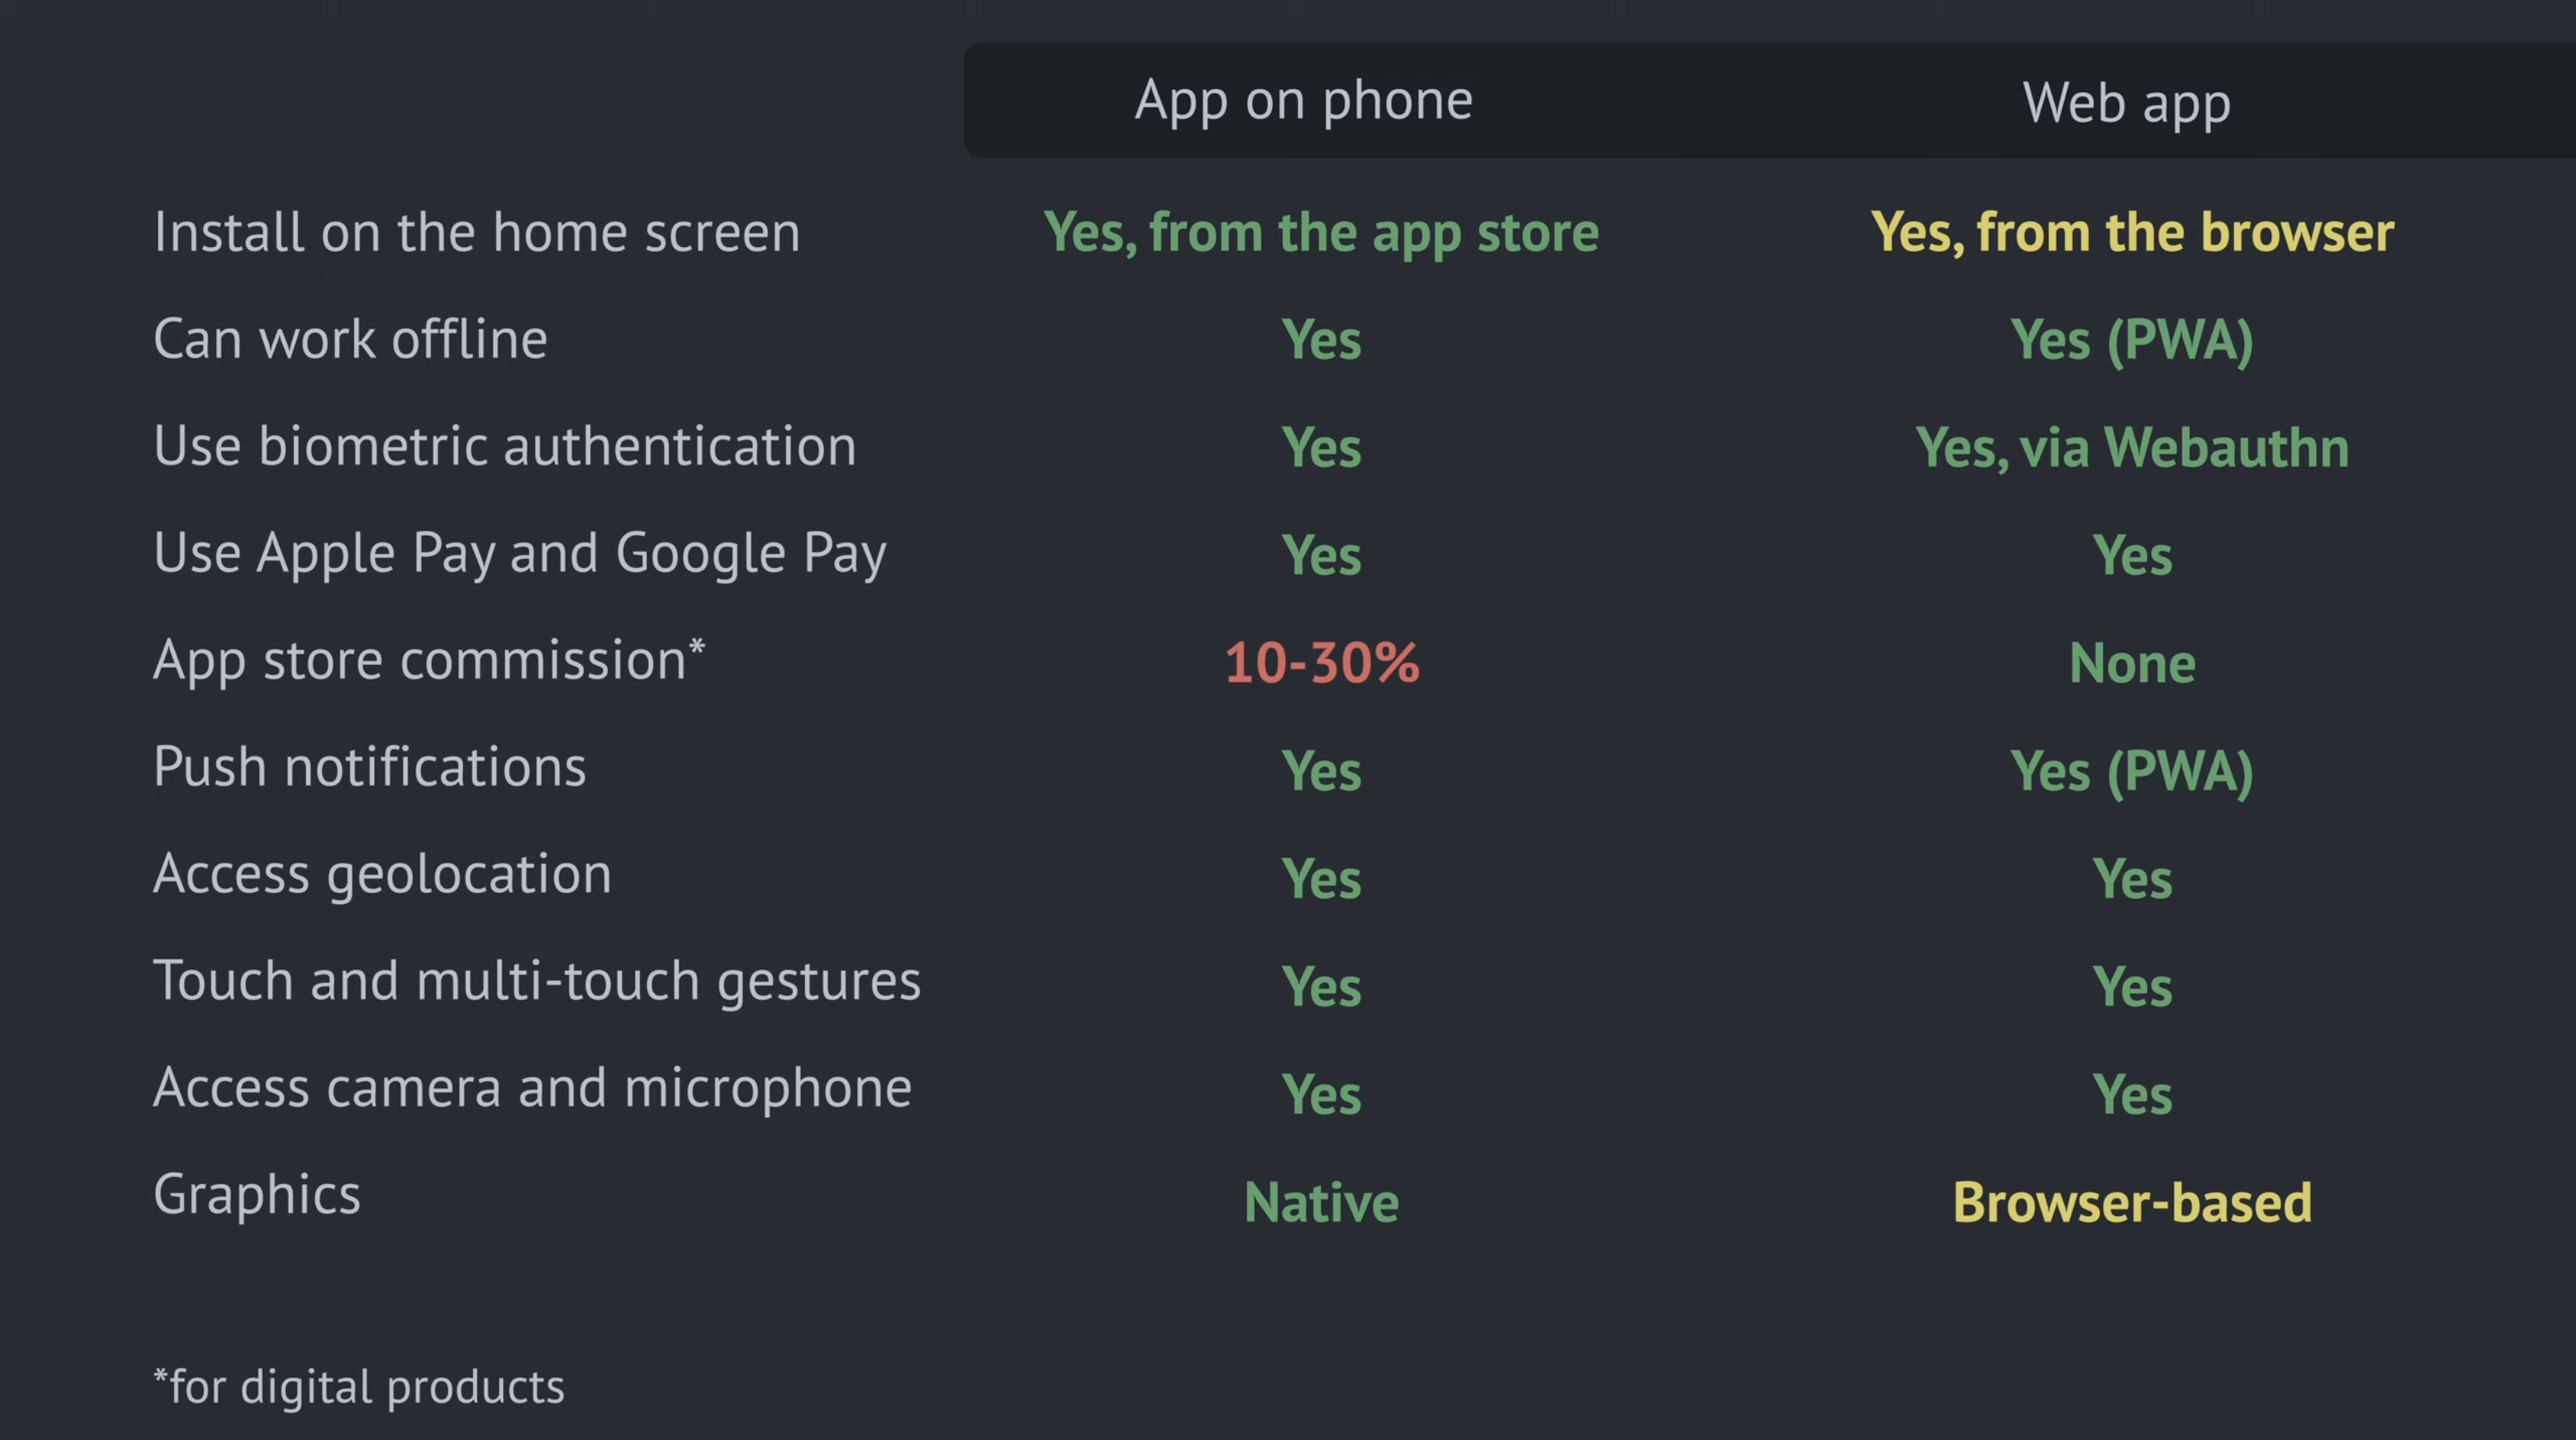 App on phone Web app
Install on the home screen Yes, from the app store Yes, from the browser
Can work offline Yes Yes (PWA)
Use biometric authentication Yes Yes, via Webauthn
Use Apple Pay and Google Pay Yes Yes
App store commission* 10-30% None
Push notifications Yes Yes (PWA)
Access geolocation Yes Yes
Touch and multi-touch gestures Yes Yes
Access camera and microphone Yes Yes
Graphics Native Browser-based
*for digital products